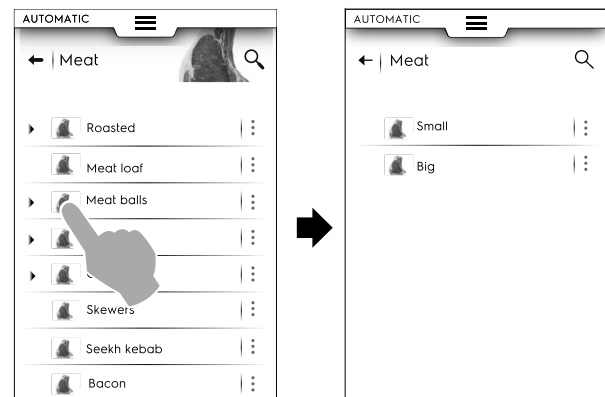 AUTOMATIC
Meat
Roasted
Meat loaf
Meat balls
Skewers
Seekh kebab
Bacon
AUTOMATIC
Meat
Small
Big